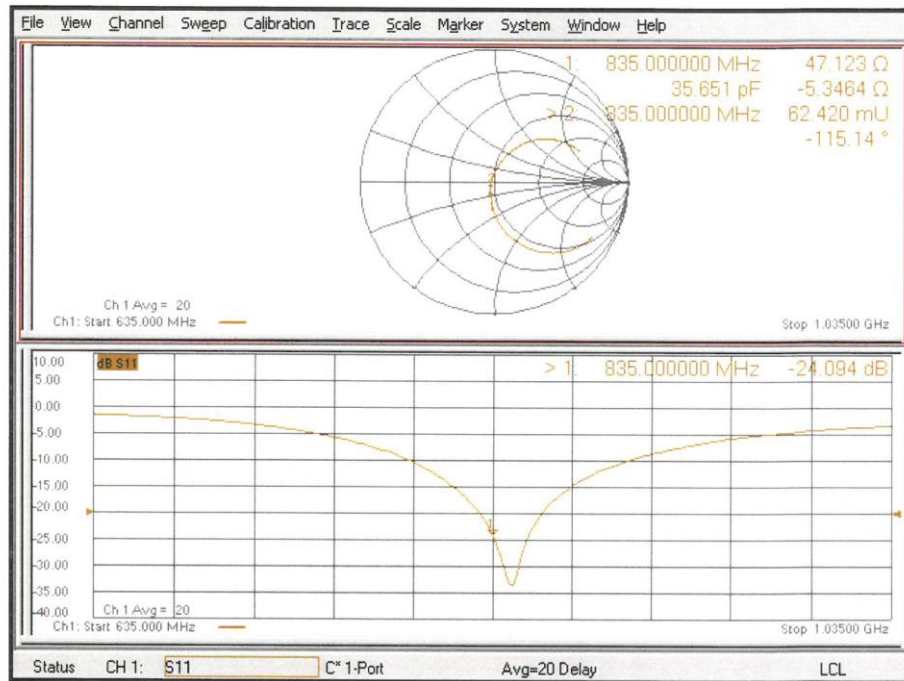 File View Channel Sweep Calibration Trace Scale Marker System Window Help
1: 835.000000 MHz 47.123 Ω
35.651 pF -5.3464 Ω
> 2: 835.000000 MHz 62.420 mU
-115.14 °
Ch 1 Avg = 20
Ch1: Start 635.000 MHz Stop 1.03500 GHz
10.00 dB S11
> 1: 835.000000 MHz -24.094 dB
5.00
0.00
-5.00
-10.00
-15.00
-20.00
1
-25.00
-30.00
-35.00
-40.00 Ch 1 Avg = 20
Ch1: Start 635.000 MHz Stop 1.03500 GHz
Status CH 1: S11 C* 1-Port Avg=20 Delay LCL